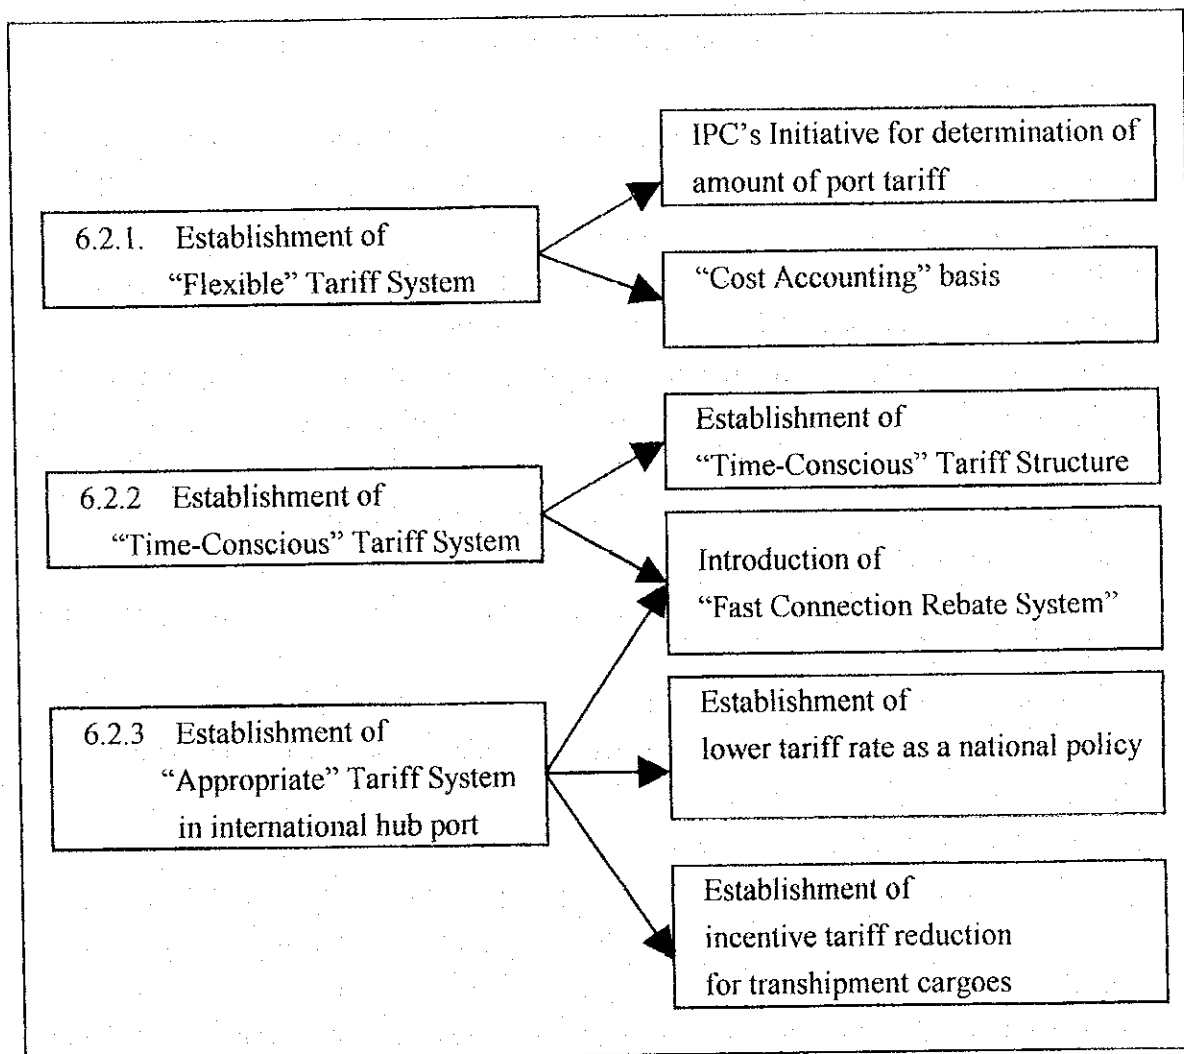 IPC's Initiative for determination of
amount of port tariff
6.2.1. Establishment of
“Flexible” Tariff System
“Cost Accounting” basis
Establishment of
“Time-Conscious” Tariff Structure
6.2.2 Establishment of
“Time-Conscious” Tariff System
Introduction of
“Fast Connection Rebate System”
Establishment of
lower tariff rate as a national policy
6.2.3 Establishment of
“Appropriate” Tariff System
in international hub port
Establishment of
incentive tariff reduction
for transhipment cargoes